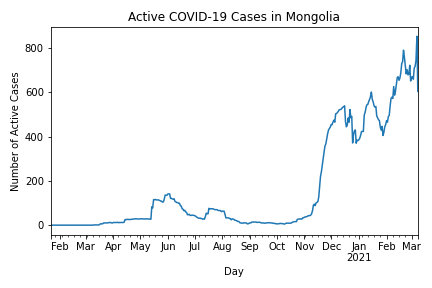 Active COVID-19 Cases in Mongolia
Number of Active Cases
800
600
400
200
0
Feb Mar Apr May Jun Jul Aug Sep Oct Nov Dec Jan Feb Mar
2021
Day